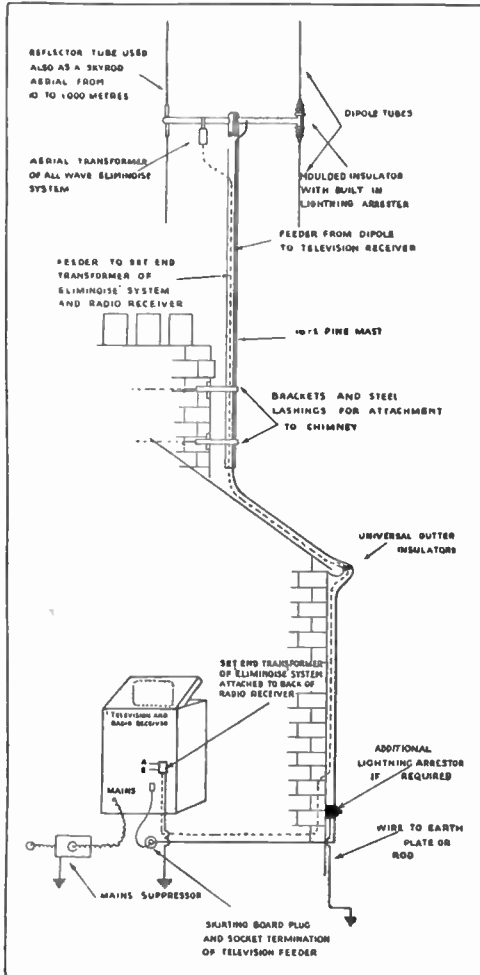 REFLECTOR TUBE USED
ALSO AS A SKYROD
AERIAL FROM
10 TO 1,000 METRES
DIPOLE TUBES
AERIAL TRANSFORMER
OF ALL WAVE ELIMINOISE
SYSTEM
MOULDED INSULATOR
WITH BUILT IN
LIGHTNING ARRESTER
FEEDER FROM DIPOLE
TO TELEVISION RECEIVER
FEEDER TO SET END
TRANSFORMER OF
'ELIMINOISE' SYSTEM
AND RADIO RECEIVER
PINE MAST
BRACKETS AND STEEL
LASHINGS FOR ATTACHMENT
TO CHIMNEY
UNIVERSAL GUTTER
INSULATORS
SET END TRANSFORMER
OF 'ELIMINOISE' SYSTEM
ATTACHED TO BACK OF
RADIO RECEIVER
TELEVISION AND
RADIO RECEIVER
A
E
MAINS
ADDITIONAL
LIGHTNING ARRESTOR
IF REQUIRED
WIRE TO EARTH
PLATE OR
ROD
MAINS SUPPRESSOR
SKIRTING BOARD PLUG
AND SOCKET TERMINATION
OF TELEVISION FEEDER